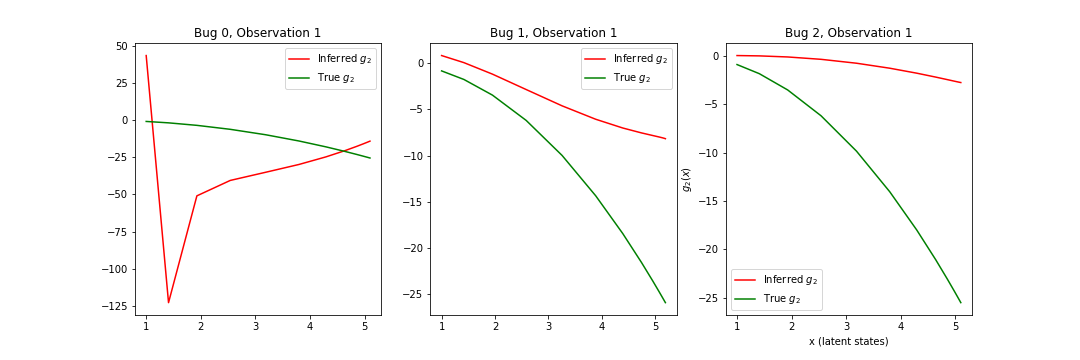 Bug 0, Observation 1
50
25
0
−25
−50
−75
−100
−125
1 2 3 4 5
Inferred g₂
True g₂
Bug 1, Observation 1
0
−5
−10
−15
−20
−25
1 2 3 4 5
Inferred g₂
True g₂
Bug 2, Observation 1
g₂(x)
0
−5
−10
−15
−20
−25
1 2 3 4 5
x (latent states)
Inferred g₂
True g₂